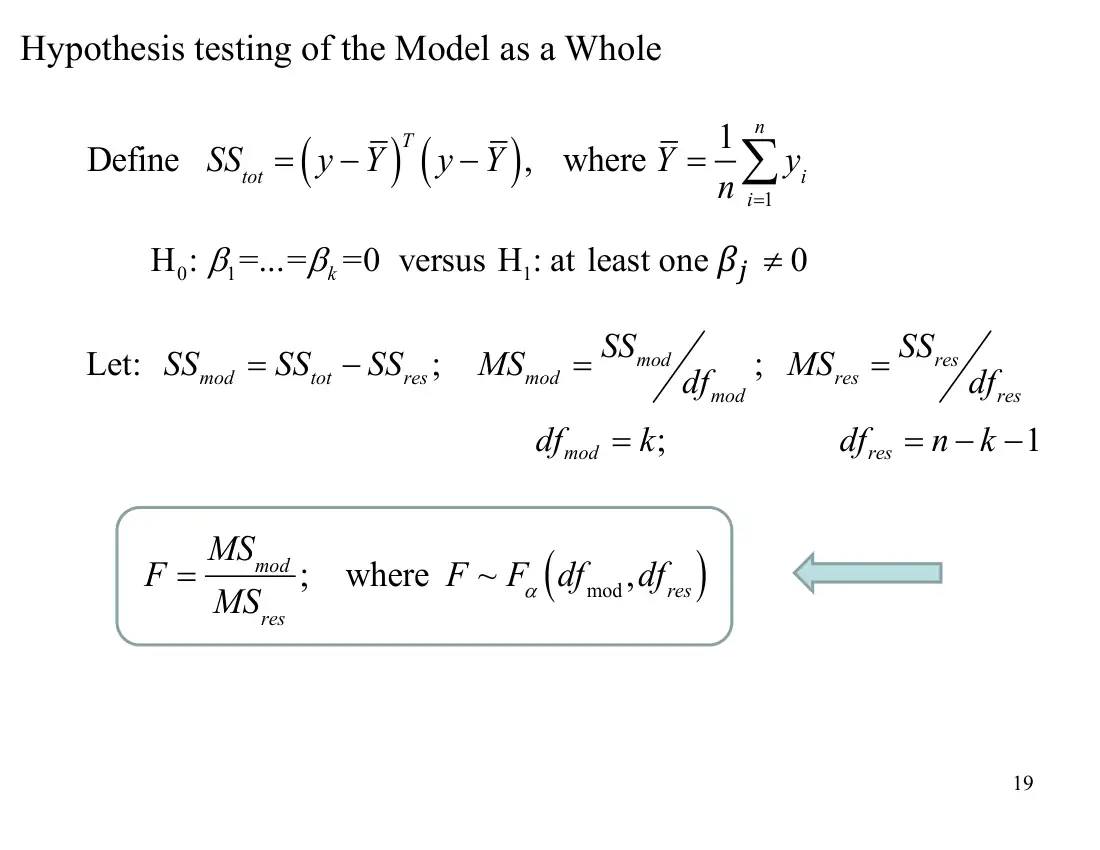 Hypothesis testing of the Model as a Whole
Define SS_tot = (y − Y̅)^T (y − Y̅), where Y̅ = 1/n ∑_{i=1}^{n} y_i
H_0: β_1=...=β_k=0 versus H_1: at least one β_j ≠ 0
Let: SS_mod = SS_tot − SS_res; MS_mod = SS_mod/df_mod; MS_res = SS_res/df_res
df_mod = k; df_res = n − k − 1
F = MS_mod/MS_res; where F ~ F_α (df_mod, df_res)
19